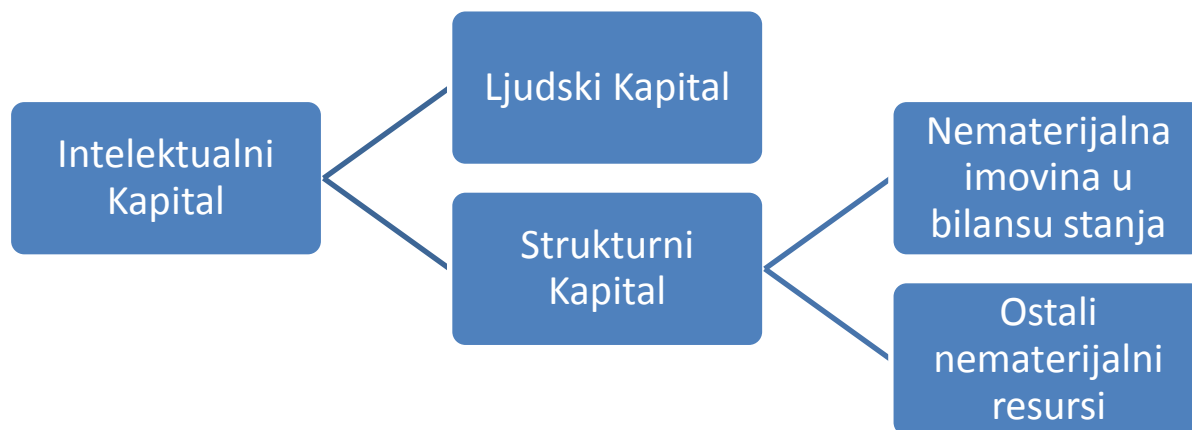 Intelektualni
Kapital
Ljudski Kapital
Strukturni
Kapital
Nematerijalna
imovina u
bilansu stanja
Ostali
nematerijalni
resursi